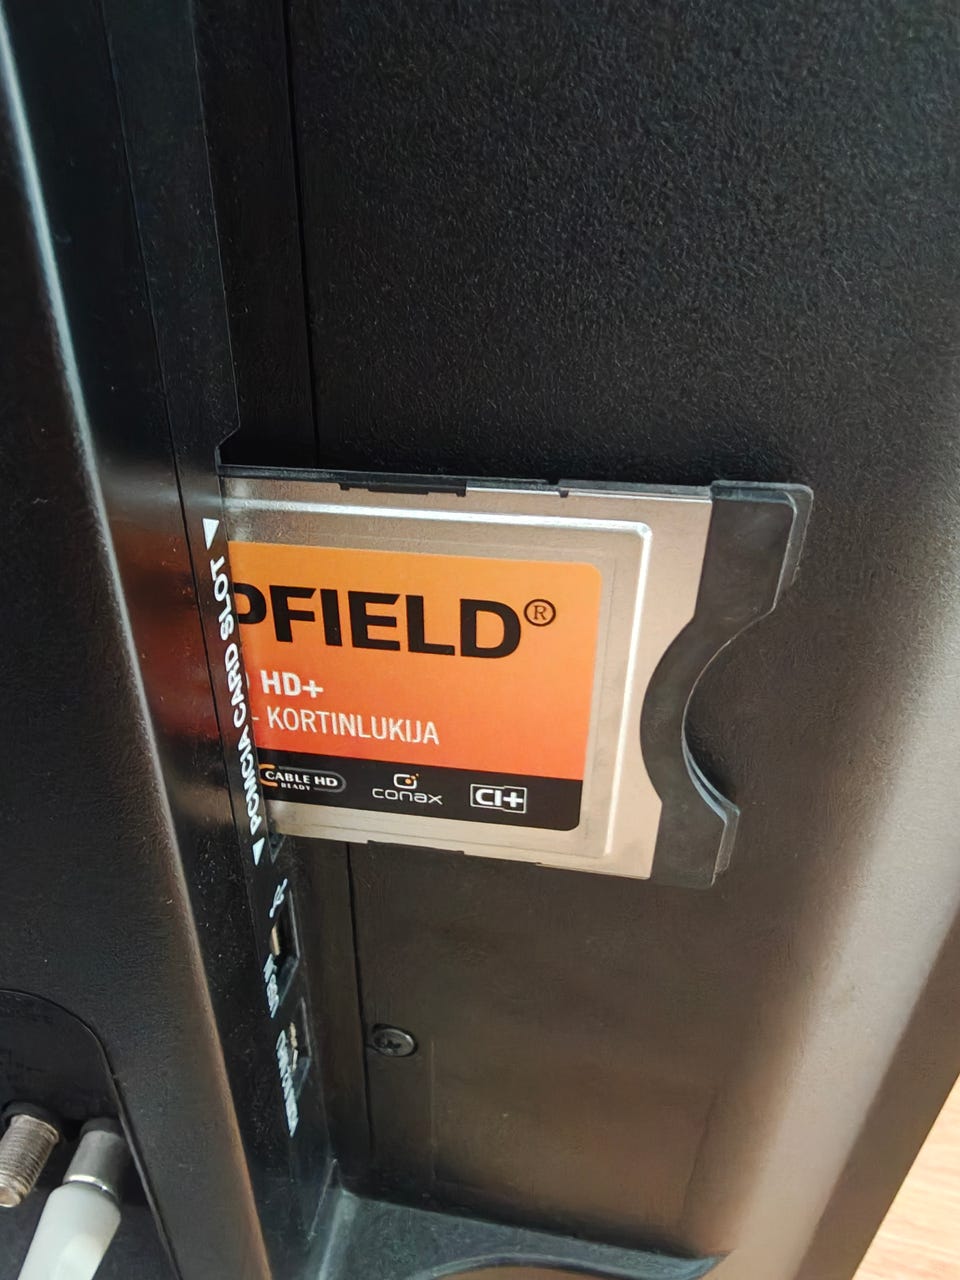 PFIELD®
HD+
- KORTINLUKIJA
CABLE HD
READY
conax
CI+
PCMCIA CARD SLOT